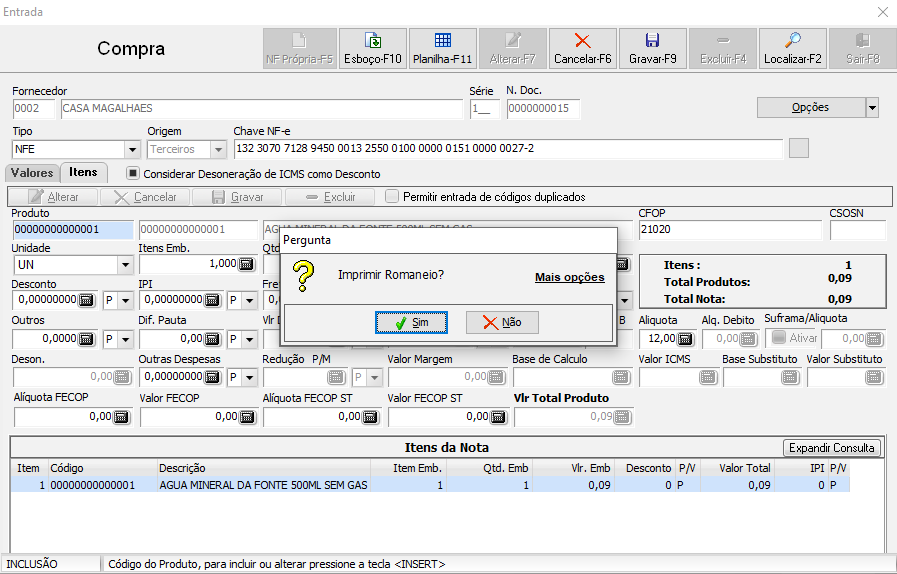 Entrada
Compra
NF Própria-F5 Esboço-F10 Planilha-F11 Alterar-F7 Cancelar-F6 Gravar-F9 Excluir-F4 Localizar-F2 Sair-F8
Fornecedor Série N. Doc.
0002 CASA MAGALHAES 1__ 0000000015 Opções
Tipo Origem Chave NF-e
NFE Terceiros 132 3070 7128 9450 0013 2550 0100 0000 0151 0000 0027-2
Valores Itens Considerar Desoneração de ICMS como Desconto
Alterar Cancelar Gravar Excluir Permitir entrada de códigos duplicados
Produto CFOP CSOSN
00000000000001 00000000000001 AGUA MINERAL DA FONTE 500ML SEM GAS 21020
Unidade Itens Emb. Qtd
UN 1,000
Pergunta
Imprimir Romaneio? Mais opções
Sim Não
Itens : 1
Total Produtos: 0,09
Total Nota: 0,09
Desconto IPI Fre
0,00000000 P 0,00000000 P 0,0
Outros Dif. Pauta Vlr D B Aliquota Alq. Debito Suframa/Aliquota
0,0000 P 0,00 P 12,00 0,00 Ativar 0,00
Deson. Outras Despesas Redução P/M Valor Margem Base de Calculo Valor ICMS Base Substituto Valor Substituto
0,00 0,00000000 P P 0,00
Alíquota FECOP Valor FECOP Alíquota FECOP ST Valor FECOP ST Vlr Total Produto
0,00 0,00 0,00 0,00 0,09
Itens da Nota Expandir Consulta
Item Código Descrição Item Emb. Qtd. Emb Vlr. Emb Desconto P/V Valor Total IPI P/V
1 00000000000001 AGUA MINERAL DA FONTE 500ML SEM GAS 1 1 0,09 0 P 0,09 0 P
INCLUSÃO Código do Produto, para incluir ou alterar pressione a tecla <INSERT>